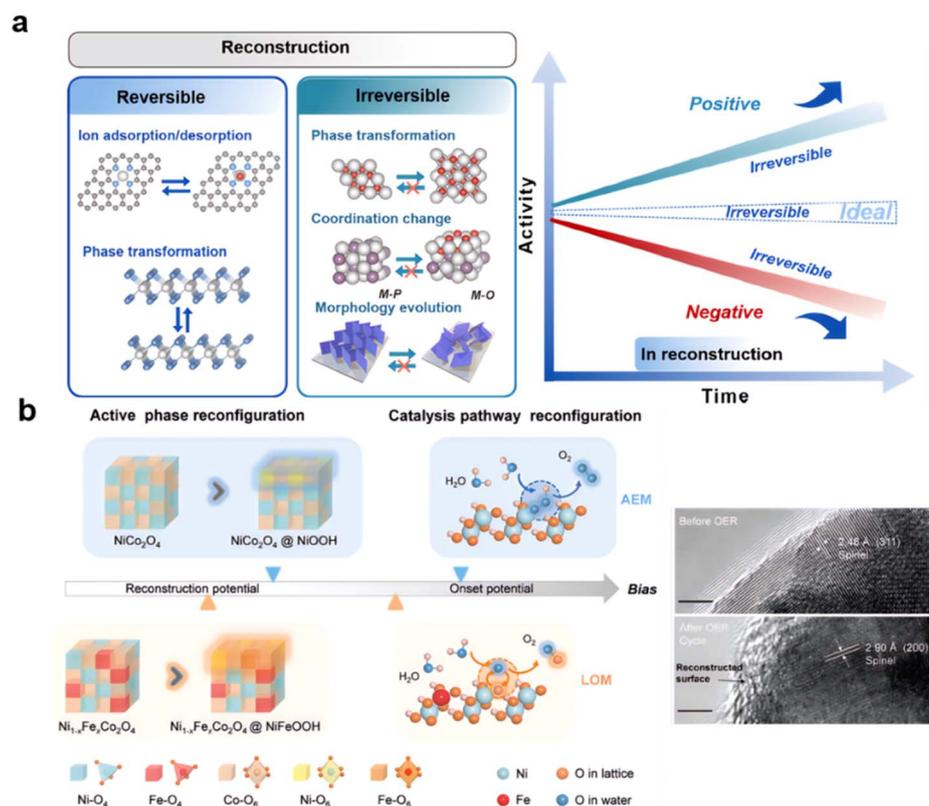 a
Reconstruction
Reversible
Ion adsorption/desorption
Phase transformation
Irreversible
Phase transformation
Coordination change
M-P
M-O
Morphology evolution
Activity
Positive
Irreversible
Irreversible
Ideal
Irreversible
Negative
In reconstruction
Time
b
Active phase reconfiguration
Catalysis pathway reconfiguration
NiCo₂O₄
NiCo₂O₄ @ NiOOH
H₂O
O₂
AEM
Reconstruction potential
Onset potential
Bias
Ni₁₋ₓFeₓCo₂O₄
Ni₁₋ₓFeₓCo₂O₄ @ NiFeOOH
H₂O
O₂
LOM
Ni-O₄
Fe-O₄
Co-O₆
Ni-O₆
Fe-O₆
Ni
O in lattice
Fe
O in water
Before OER
2.48 Å (311)
Spinel
After OER
Cycle
2.90 Å (200)
Spinel
Reconstructed
surface